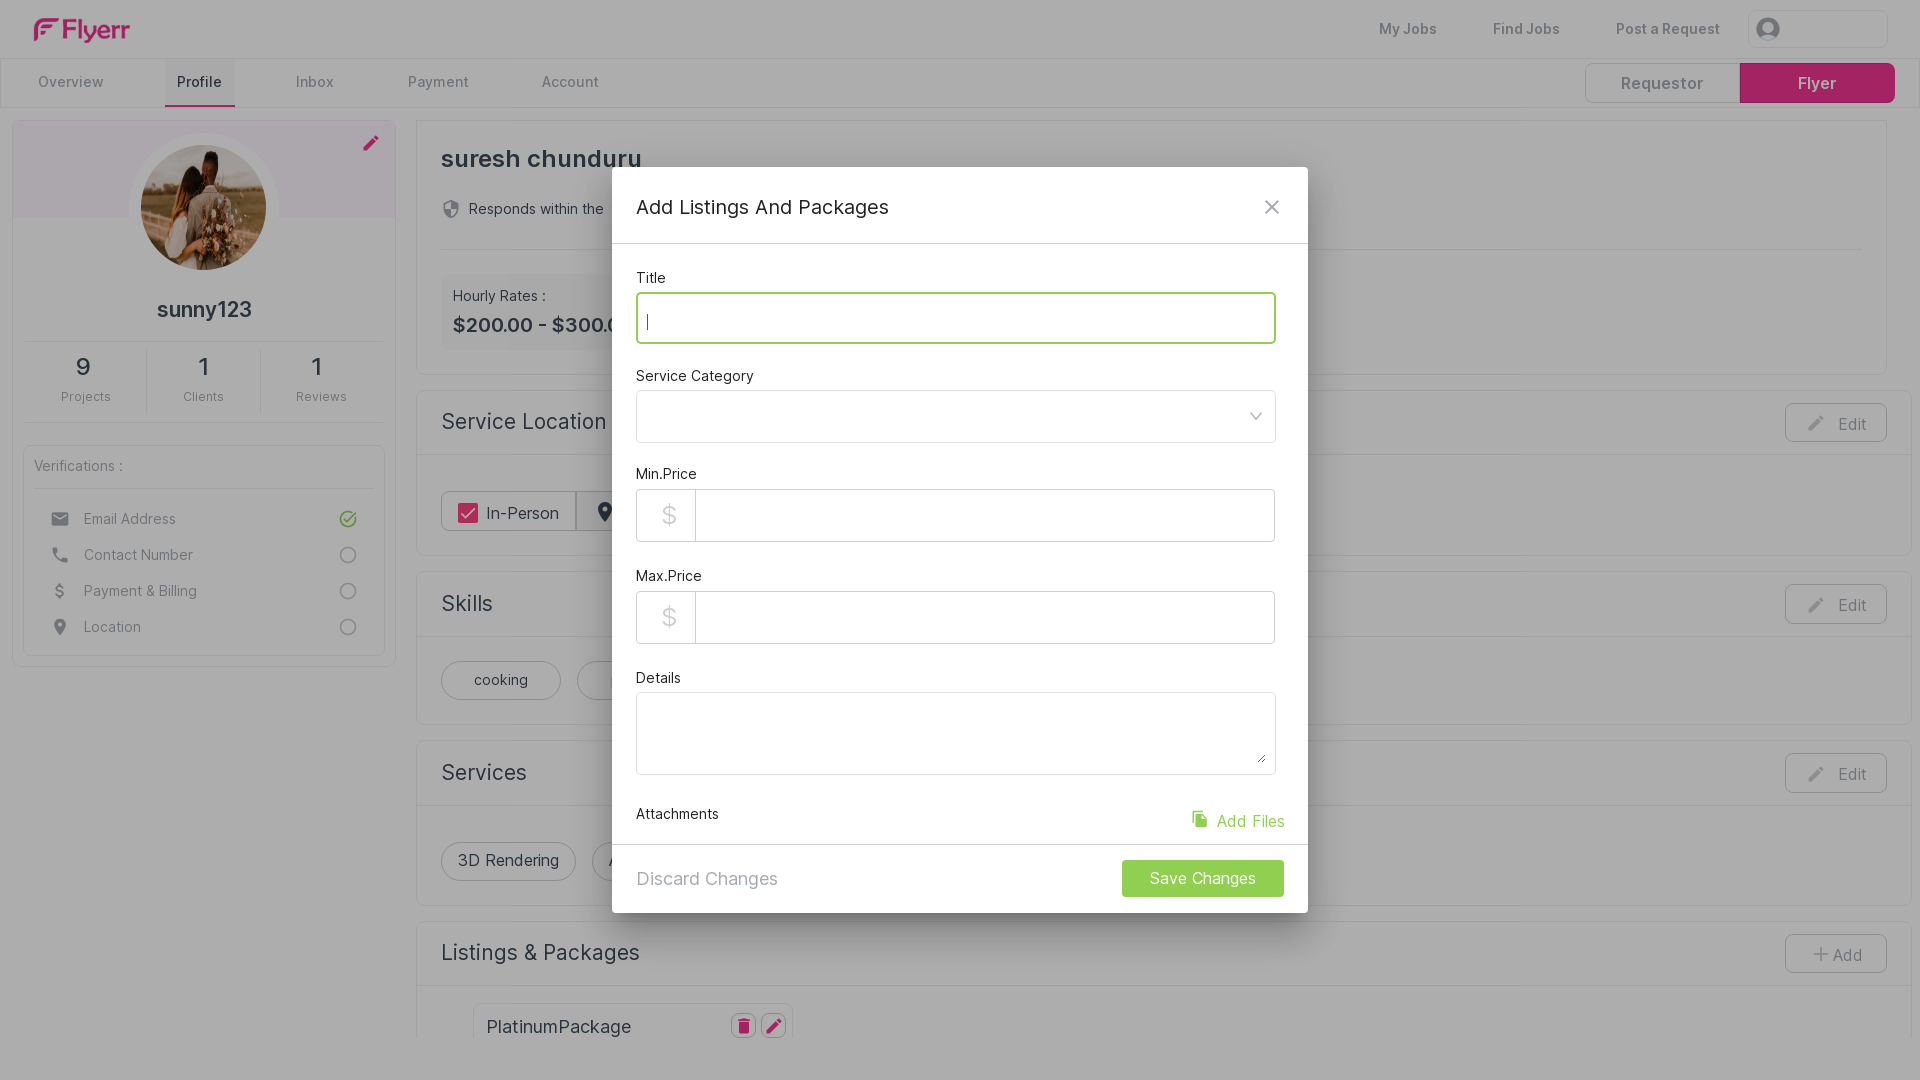 Flyerr
My Jobs
Find Jobs
Post a Request
Overview
Profile
Inbox
Payment
Account
Requestor
Flyer
sunny123
9
1
1
Projects
Clients
Reviews
Verifications :
Email Address
Contact Number
Payment & Billing
Location
suresh chunduru
Responds within the
Hourly Rates :
$200.00 - $300.0
Service Location
Edit
In-Person
Skills
Edit
cooking
Services
Edit
3D Rendering
Listings & Packages
Add
PlatinumPackage
Add Listings And Packages
Title
Service Category
Min.Price
$
Max.Price
$
Details
Attachments
Add Files
Discard Changes
Save Changes